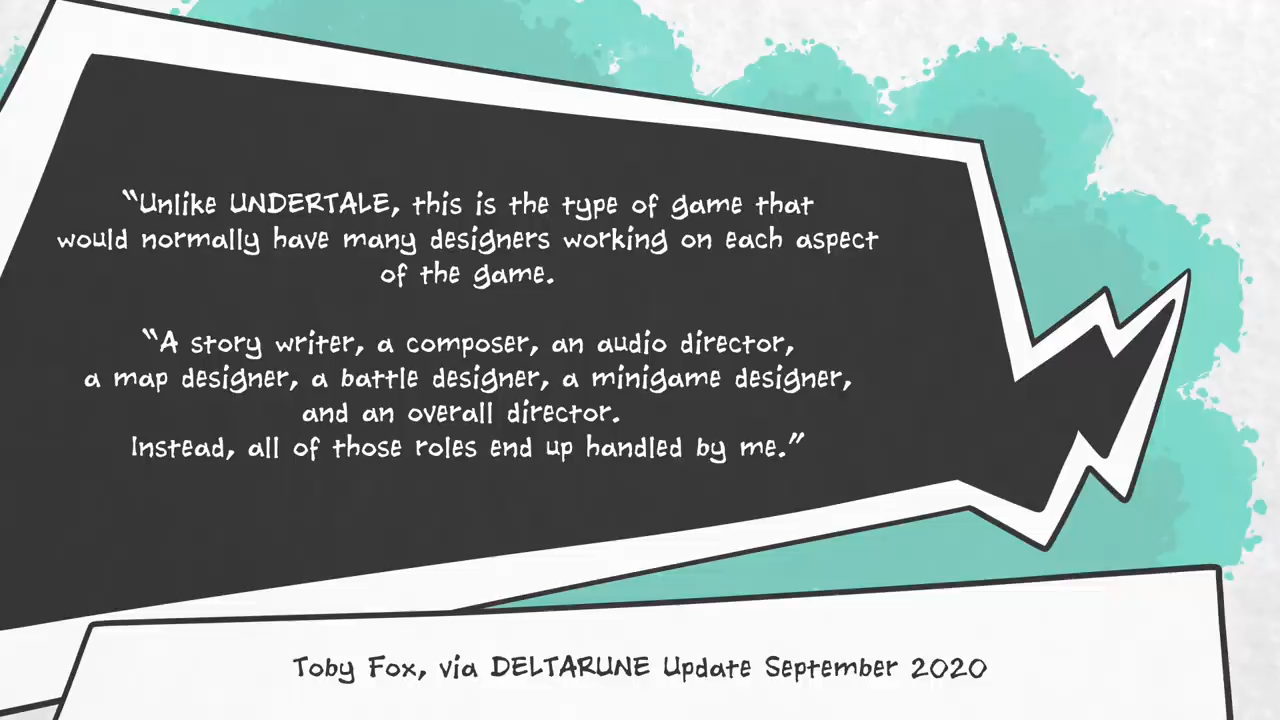 “Unlike UNDERTALE, this is the type of game that
would normally have many designers working on each aspect
of the game.
“A story writer, a composer, an audio director,
a map designer, a battle designer, a minigame designer,
and an overall director.
Instead, all of those roles end up handled by me.”
Toby Fox, via DELTARUNE Update September 2020